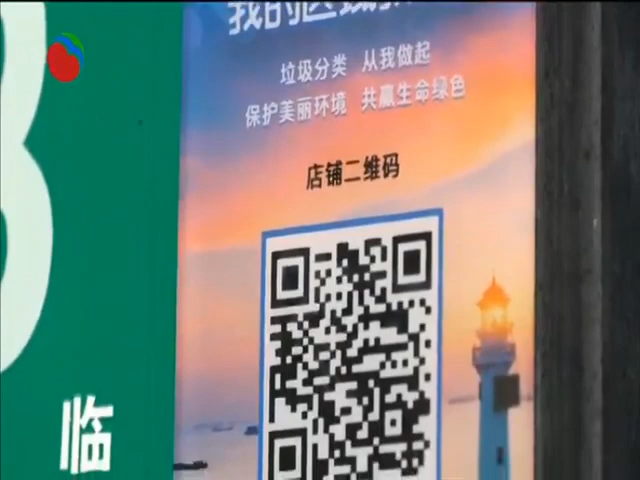 垃圾分类 从我做起
保护美丽环境 共赢生命绿色
店铺二维码
临